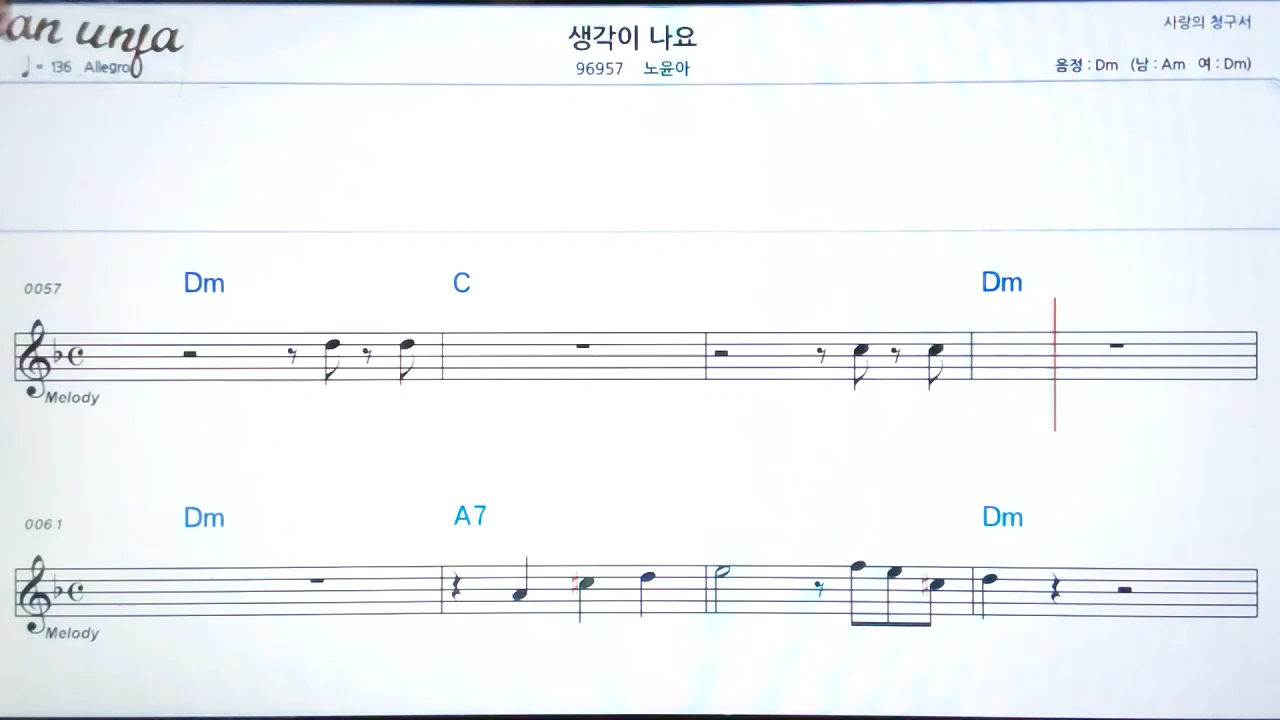 an unja
생각이 나요
사랑의 청구서
♩ = 136 Allegro
96957 노윤아
음정 : Dm (남 : Am 여 : Dm)
0057
Dm C Dm
Melody
0061
Dm A7 Dm
Melody